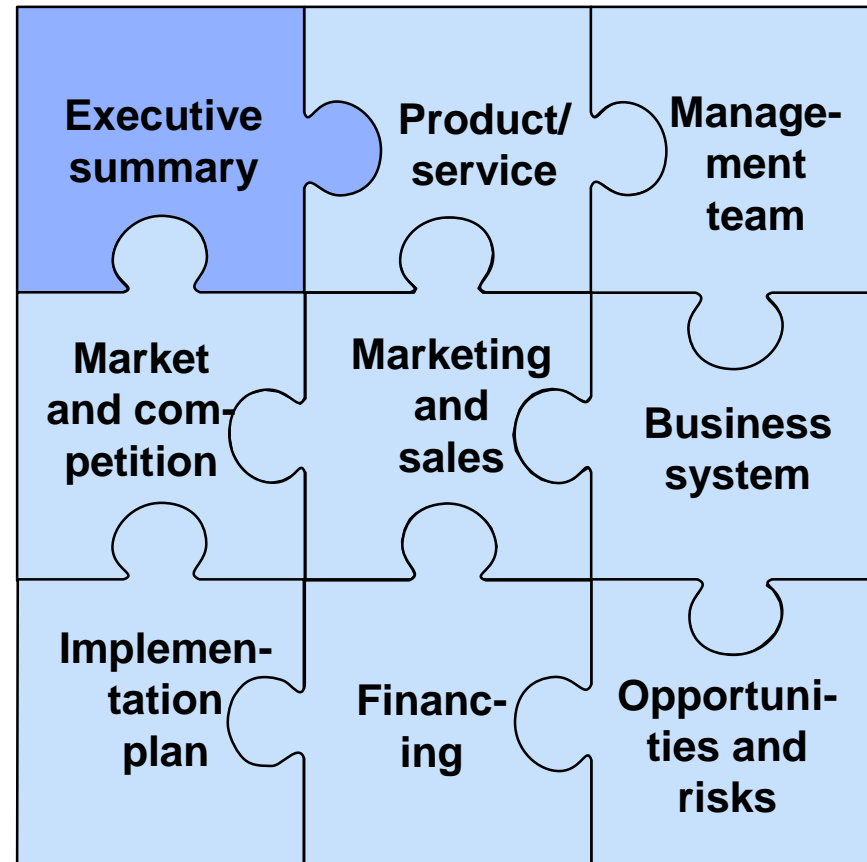 Executive
summary
Product/
service
Manage-
ment
team
Market
and com-
petition
Marketing
and
sales
Business
system
Implemen-
tation
plan
Financ-
ing
Opportuni-
ties and
risks